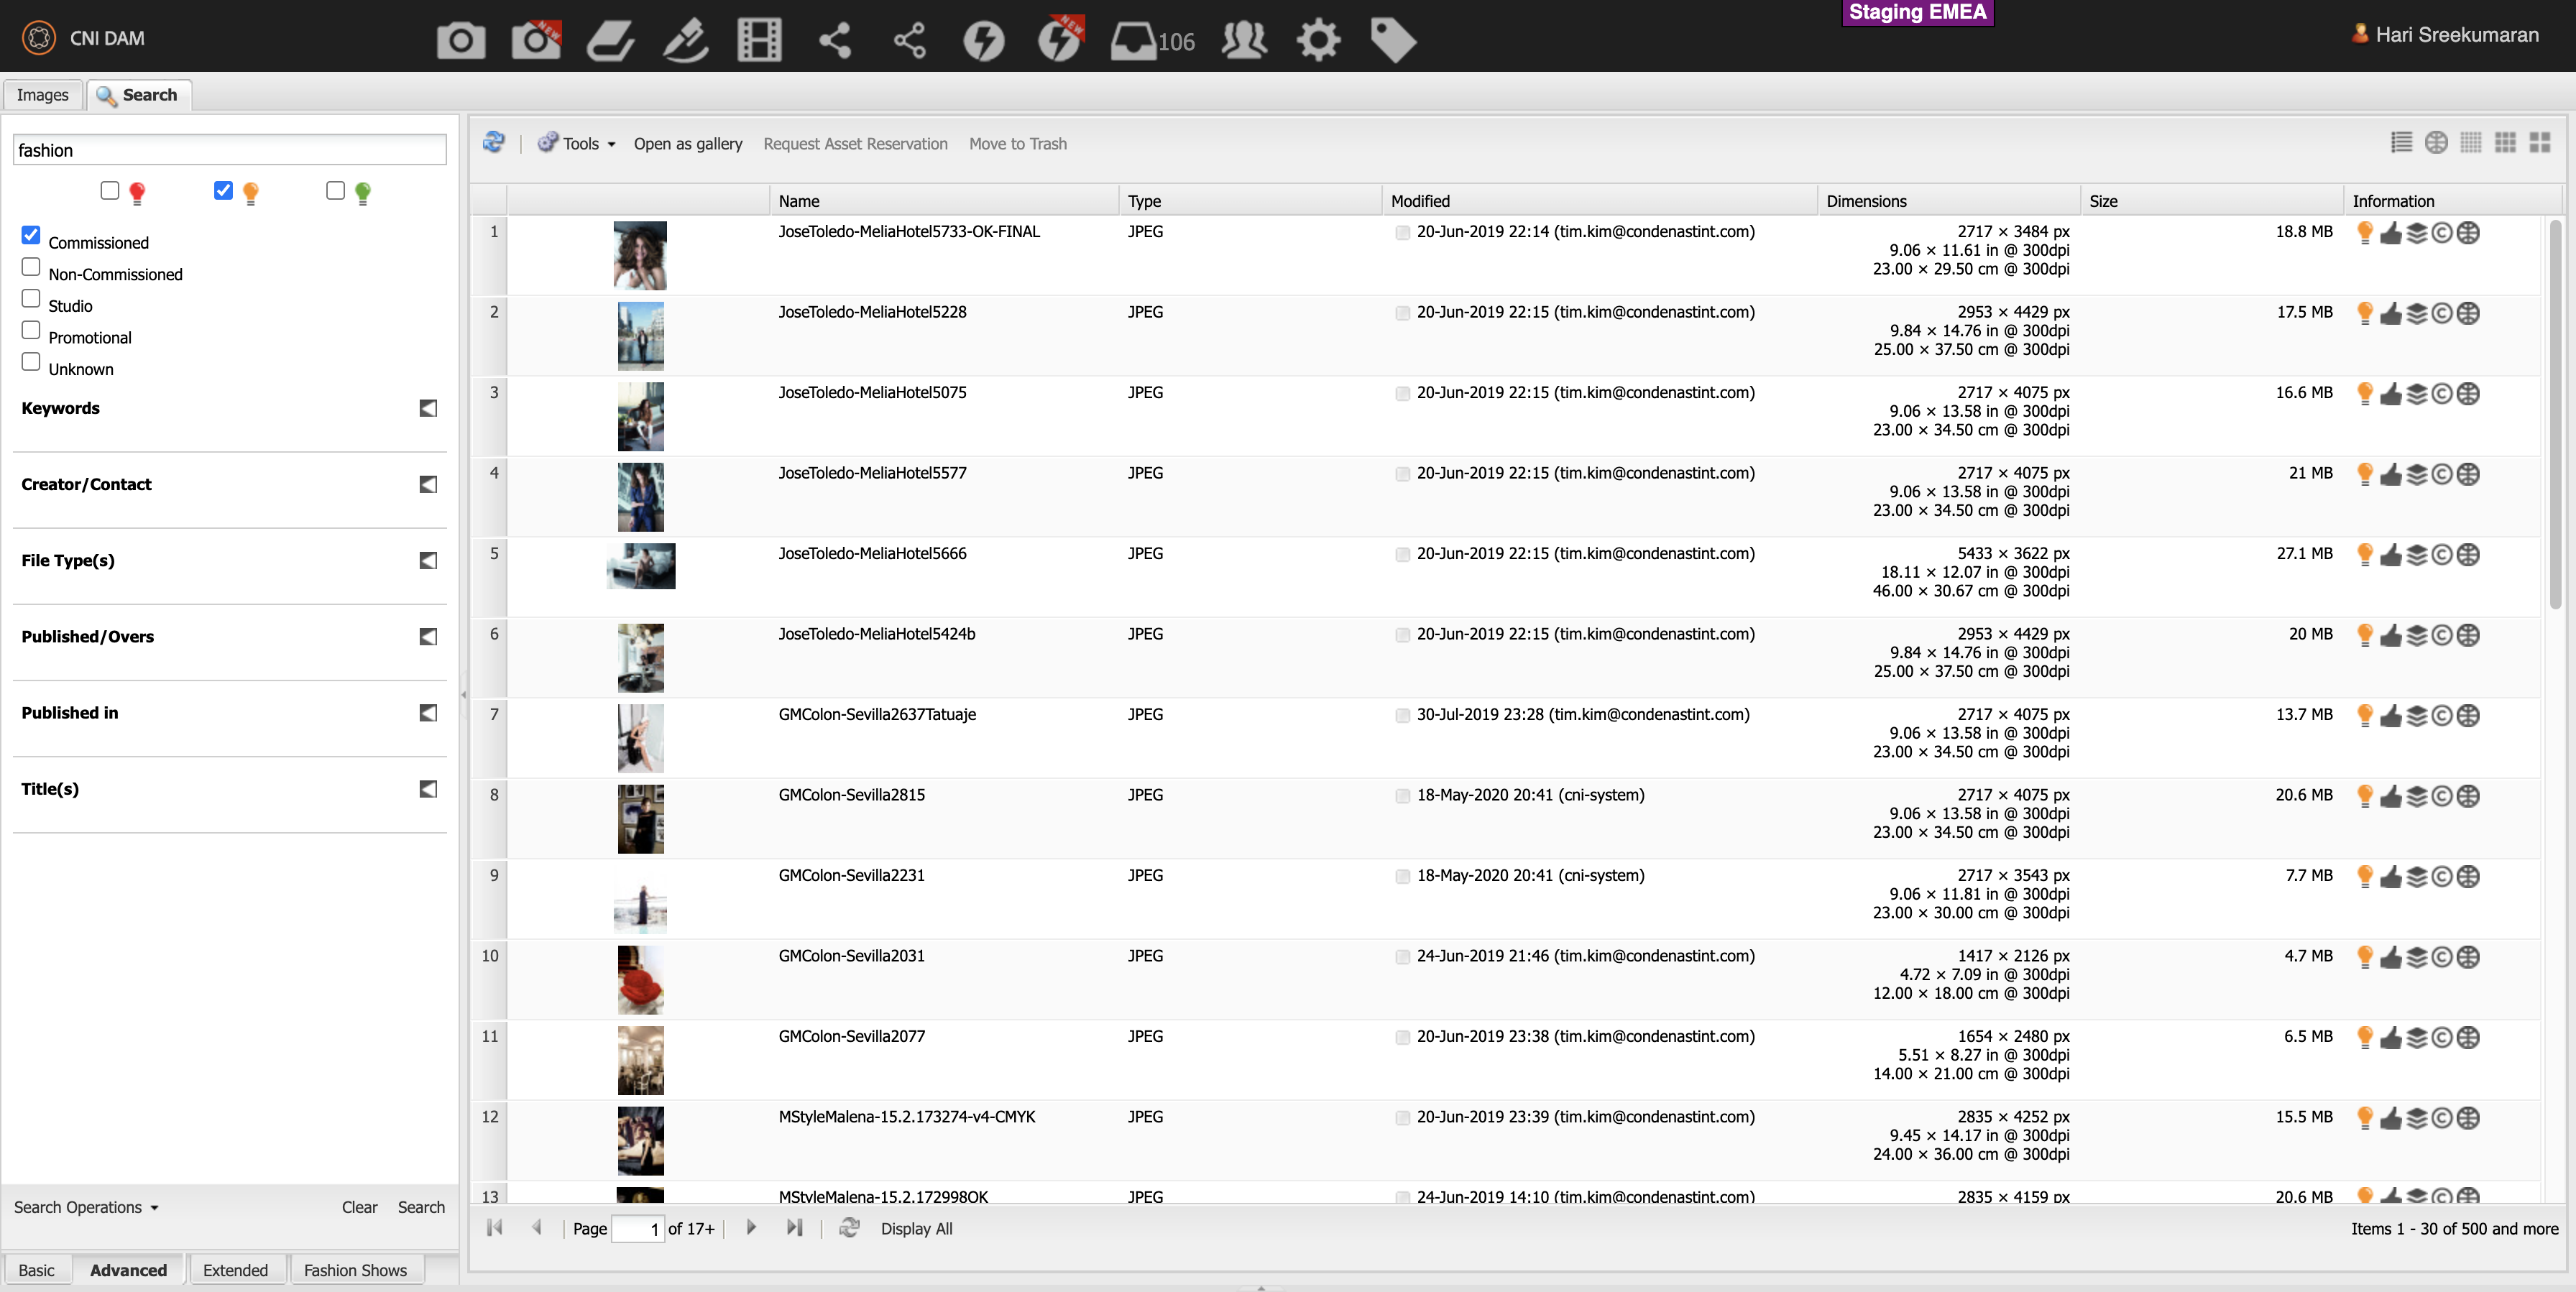 CNI DAM
NEW
NEW
106
Staging EMEA
Hari Sreekumaran
Images
Search
fashion
Commissioned
Non-Commissioned
Studio
Promotional
Unknown
Keywords
Creator/Contact
File Type(s)
Published/Overs
Published in
Title(s)
Search Operations
Clear
Search
Basic
Advanced
Extended
Fashion Shows
Tools
Open as gallery
Request Asset Reservation
Move to Trash
Name Type Modified Dimensions Size Information
1 JoseToledo-MeliaHotel5733-OK-FINAL JPEG 20-Jun-2019 22:14 (tim.kim@condenastint.com) 2717 × 3484 px 18.8 MB
9.06 × 11.61 in @ 300dpi
23.00 × 29.50 cm @ 300dpi
2 JoseToledo-MeliaHotel5228 JPEG 20-Jun-2019 22:15 (tim.kim@condenastint.com) 2953 × 4429 px 17.5 MB
9.84 × 14.76 in @ 300dpi
25.00 × 37.50 cm @ 300dpi
3 JoseToledo-MeliaHotel5075 JPEG 20-Jun-2019 22:15 (tim.kim@condenastint.com) 2717 × 4075 px 16.6 MB
9.06 × 13.58 in @ 300dpi
23.00 × 34.50 cm @ 300dpi
4 JoseToledo-MeliaHotel5577 JPEG 20-Jun-2019 22:15 (tim.kim@condenastint.com) 2717 × 4075 px 21 MB
9.06 × 13.58 in @ 300dpi
23.00 × 34.50 cm @ 300dpi
5 JoseToledo-MeliaHotel5666 JPEG 20-Jun-2019 22:15 (tim.kim@condenastint.com) 5433 × 3622 px 27.1 MB
18.11 × 12.07 in @ 300dpi
46.00 × 30.67 cm @ 300dpi
6 JoseToledo-MeliaHotel5424b JPEG 20-Jun-2019 22:15 (tim.kim@condenastint.com) 2953 × 4429 px 20 MB
9.84 × 14.76 in @ 300dpi
25.00 × 37.50 cm @ 300dpi
7 GMColon-Sevilla2637Tatuaje JPEG 30-Jul-2019 23:28 (tim.kim@condenastint.com) 2717 × 4075 px 13.7 MB
9.06 × 13.58 in @ 300dpi
23.00 × 34.50 cm @ 300dpi
8 GMColon-Sevilla2815 JPEG 18-May-2020 20:41 (cni-system) 2717 × 4075 px 20.6 MB
9.06 × 13.58 in @ 300dpi
23.00 × 34.50 cm @ 300dpi
9 GMColon-Sevilla2231 JPEG 18-May-2020 20:41 (cni-system) 2717 × 3543 px 7.7 MB
9.06 × 11.81 in @ 300dpi
23.00 × 30.00 cm @ 300dpi
10 GMColon-Sevilla2031 JPEG 24-Jun-2019 21:46 (tim.kim@condenastint.com) 1417 × 2126 px 4.7 MB
4.72 × 7.09 in @ 300dpi
12.00 × 18.00 cm @ 300dpi
11 GMColon-Sevilla2077 JPEG 20-Jun-2019 23:38 (tim.kim@condenastint.com) 1654 × 2480 px 6.5 MB
5.51 × 8.27 in @ 300dpi
14.00 × 21.00 cm @ 300dpi
12 MStyleMalena-15.2.173274-v4-CMYK JPEG 20-Jun-2019 23:39 (tim.kim@condenastint.com) 2835 × 4252 px 15.5 MB
9.45 × 14.17 in @ 300dpi
24.00 × 36.00 cm @ 300dpi
13 MStyleMalena-15.2.172998OK JPEG 24-Jun-2019 14:10 (tim.kim@condenastint.com) 2835 × 4159 px 20.6 MB
Page 1 of 17+
Display All
Items 1 - 30 of 500 and more